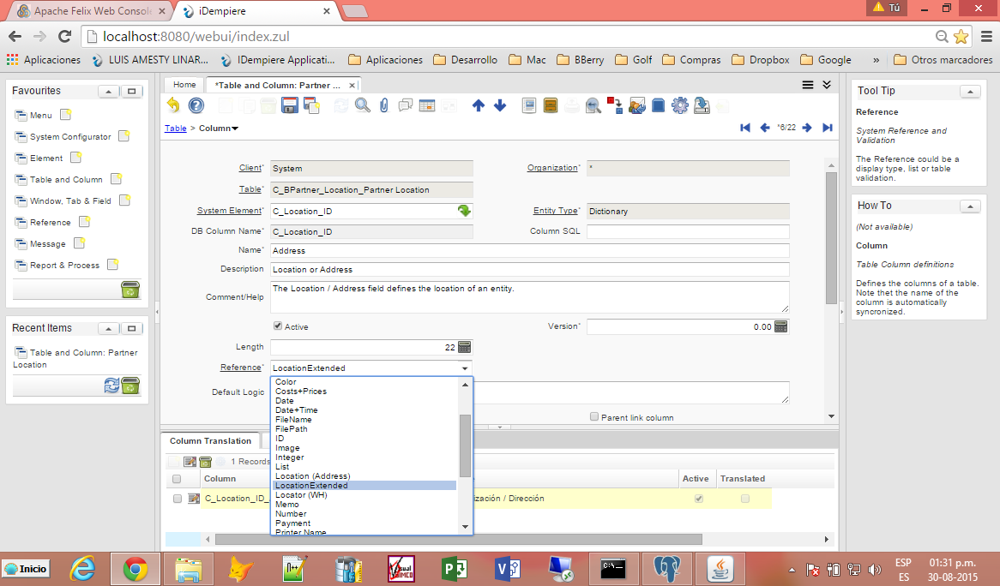 Apache Felix Web Console
iDempiere
Tú
localhost:8080/webui/index.zul
Aplicaciones
LUIS AMESTY LINAR...
IDempiere Applicati...
Aplicaciones
Desarrollo
Mac
BBerry
Golf
Compras
Dropbox
Google
»
Otros marcadores
Favourites
Menu
System Configurator
Element
Table and Column
Window, Tab & Field
Reference
Message
Report & Process
Recent Items
Table and Column: Partner
Location
Home
*Table and Column: Partner ...
Table > Column
*6/22
Client*
System
Organization*
*
Table*
C_BPartner_Location_Partner Location
System Element*
C_Location_ID
Entity Type*
Dictionary
DB Column Name*
C_Location_ID
Column SQL
Name*
Address
Description
Location or Address
Comment/Help
The Location / Address field defines the location of an entity.
Active
Version*
0.00
Length
22
Reference*
LocationExtended
Default Logic
Color
Costs+Prices
Date
Date+Time
FileName
FilePath
ID
Image
Integer
List
Location (Address)
LocationExtended
Locator (WH)
Memo
Number
Payment
Printer Name
Parent link column
Column Translation
1 Records
Column
Active
Translated
C_Location_ID_
ización / Dirección
Tool Tip
Reference
System Reference and
Validation
The Reference could be a
display type, list or table
validation.
How To
(Not available)
Column
Table Column definitions
Defines the columns of a table.
Note that the name of the
column is automatically
syncronized.
Inicio
ESP
ES
01:31 p.m.
30-08-2015